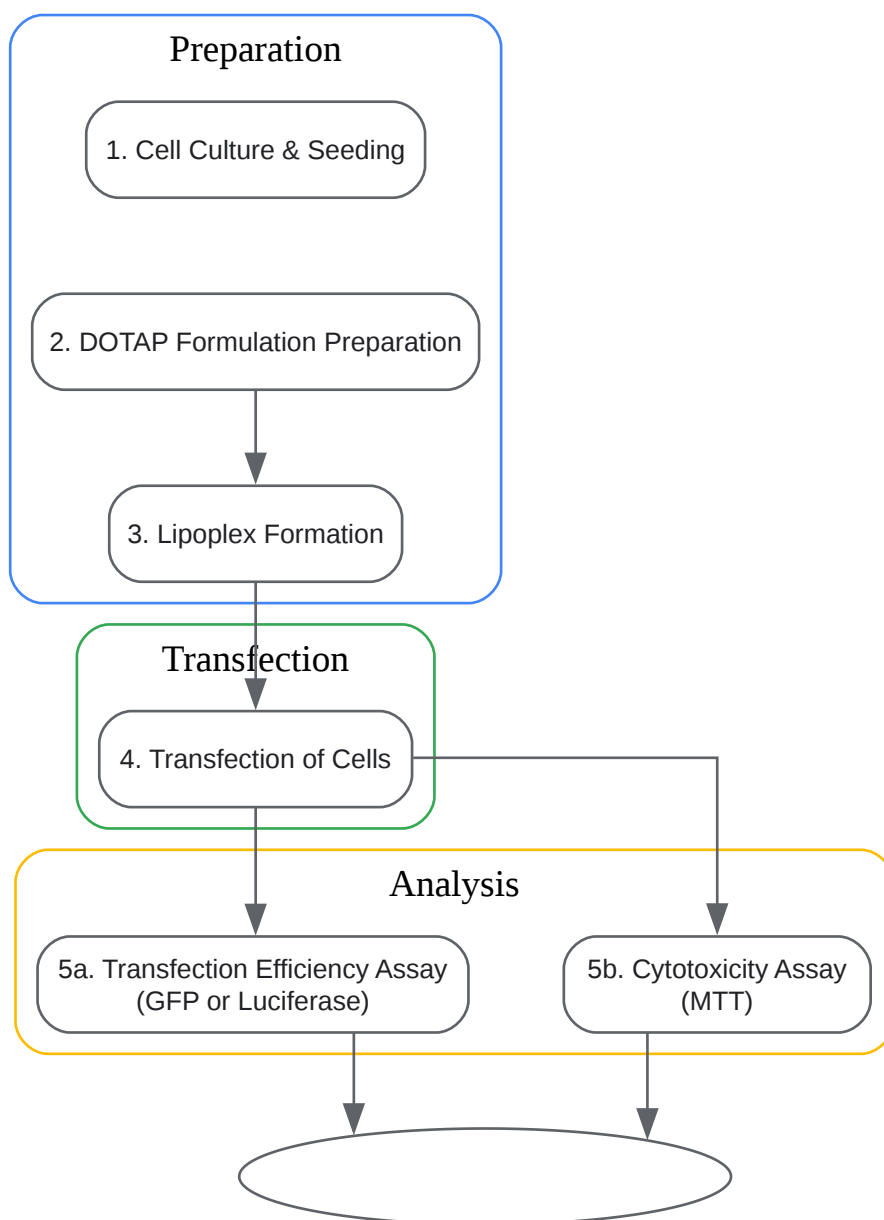 Preparation
1. Cell Culture & Seeding
2. DOTAP Formulation Preparation
3. Lipoplex Formation
Transfection
4. Transfection of Cells
Analysis
5a. Transfection Efficiency Assay
(GFP or Luciferase)
5b. Cytotoxicity Assay
(MTT)